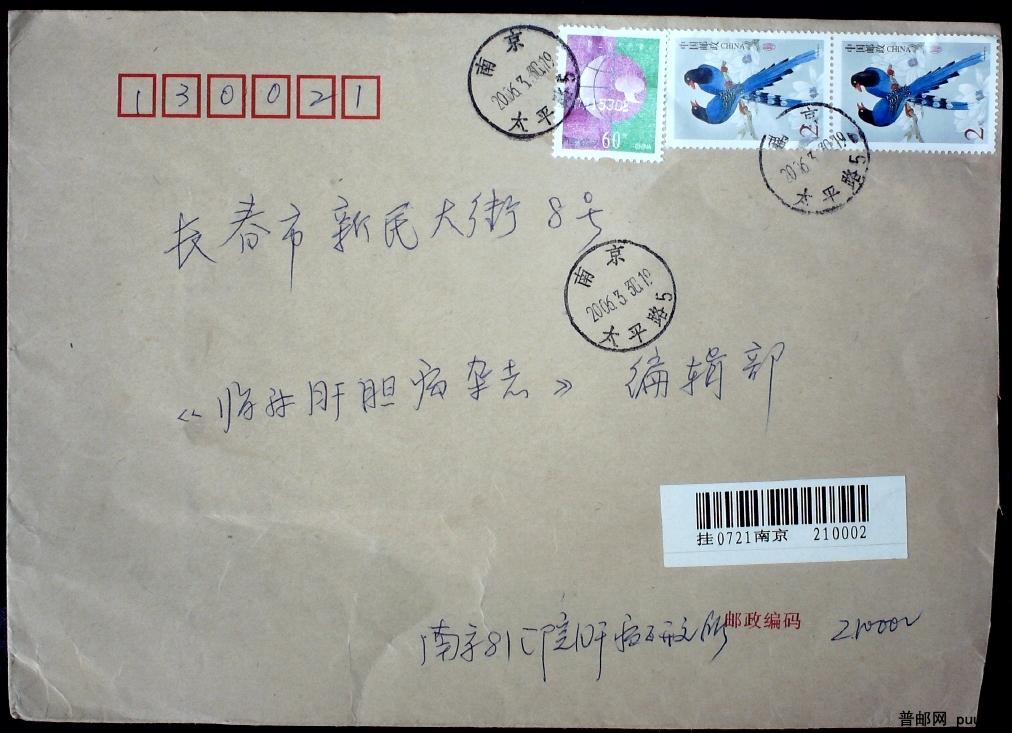 130021
南京
2006.3.30.19
太平路5
5302
60
CHINA
中国邮政 CHINA
2
中国邮政 CHINA
2
南京
2006.3.30.19
太平路5
长春市新民大街8号
南京
2006.3.30.19
太平路5
《临床肝胆病杂志》 编辑部
挂0721南京 210002
南京81医院肝病研究所 邮政编码 210002
普邮网 puu